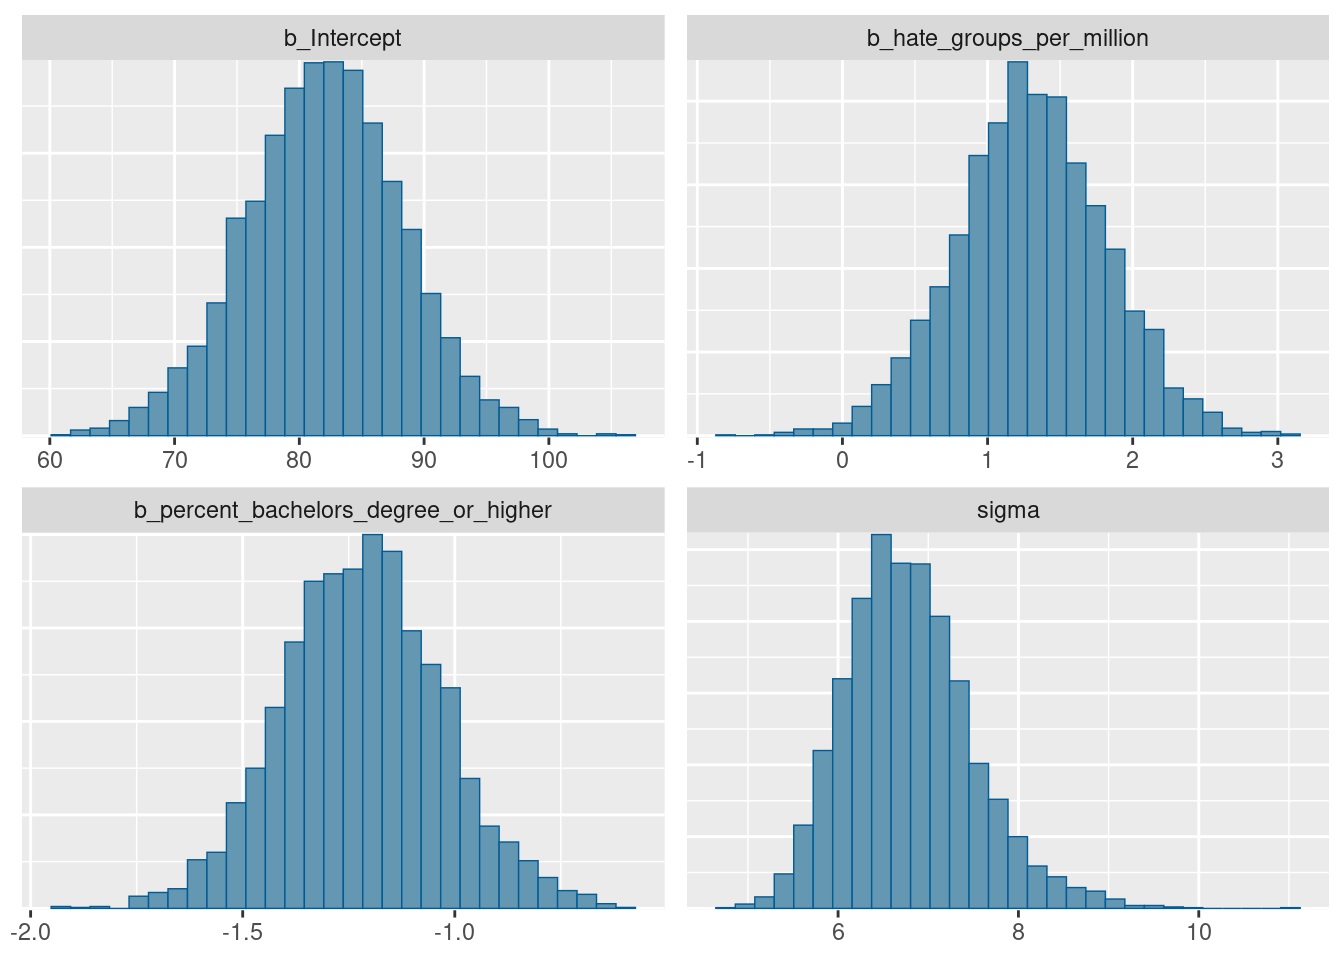 b_Intercept
b_hate_groups_per_million
60 70 80 90 100
-1 0 1 2 3
b_percent_bachelors_degree_or_higher
sigma
-2.0 -1.5 -1.0
6 8 10